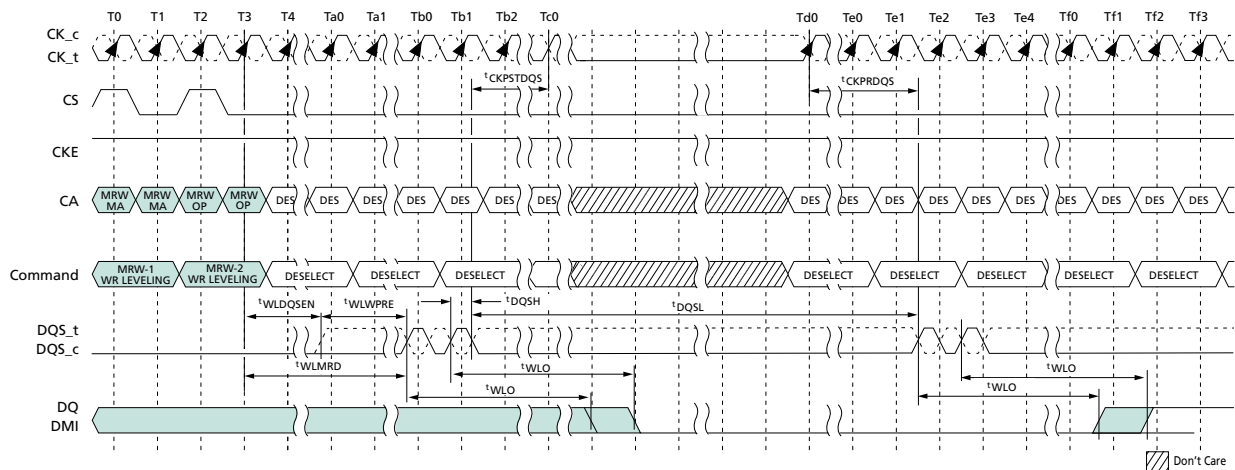 T0 T1 T2 T3 T4 Ta0 Ta1 Tb0 Tb1 Tb2 Tc0 Td0 Te0 Te1 Te2 Te3 Te4 Tf0 Tf1 Tf2 Tf3
CK_c
CK_t
tCKPSTDQS tCKPRDQS
CS
CKE
CA MRW MA MRW MA MRW OP MRW OP DES DES DES DES DES DES DES DES DES DES DES DES DES DES DES DES DES
Command MRW-1 WR LEVELING MRW-2 WR LEVELING DESELECT DESELECT DESELECT DESELECT DESELECT DESELECT DESELECT DESELECT
tWLDQSEN tWLWPRE tDQSH tDQSL
DQS_t
DQS_c
tWLMRD tWLO tWLO
tWLO tWLO
DQ
DMI
Don't Care